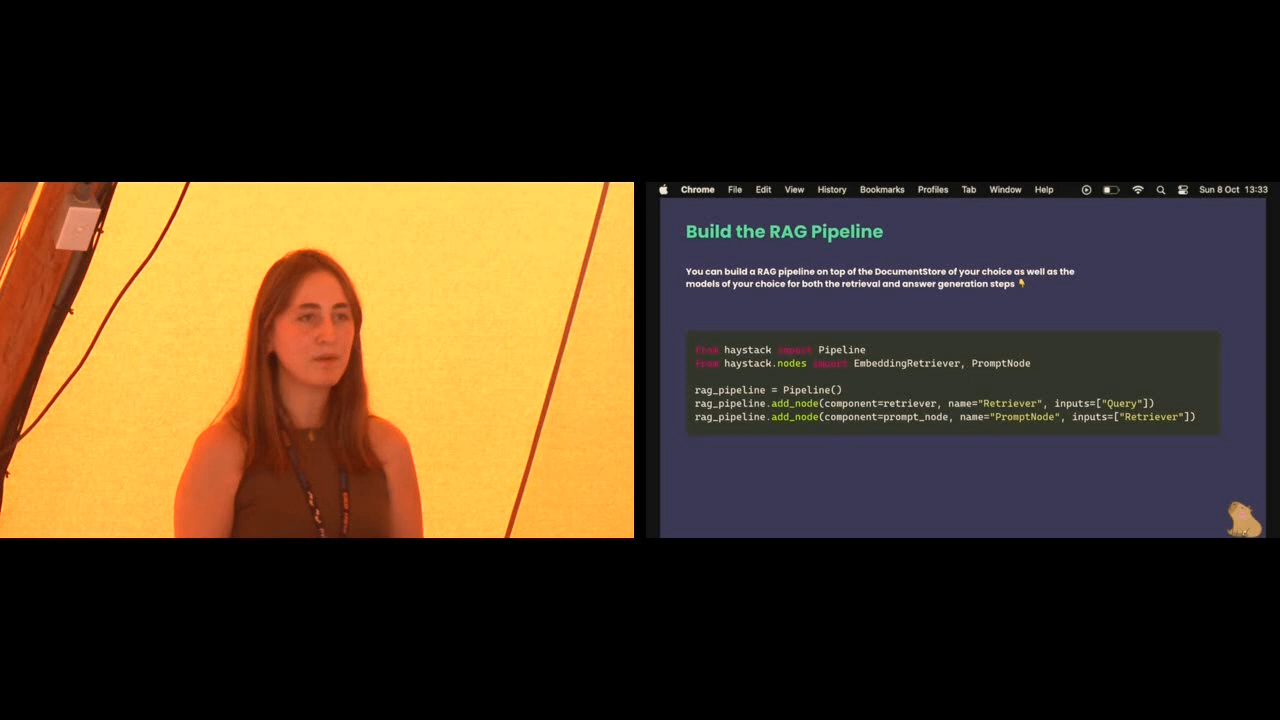 Chrome File Edit View History Bookmarks Profiles Tab Window Help Sun 8 Oct 13:33
Build the RAG Pipeline
You can build a RAG pipeline on top of the DocumentStore of your choice as well as the
models of your choice for both the retrieval and answer generation steps 👇
from haystack import Pipeline
from haystack.nodes import EmbeddingRetriever, PromptNode
rag_pipeline = Pipeline()
rag_pipeline.add_node(component=retriever, name="Retriever", inputs=["Query"])
rag_pipeline.add_node(component=prompt_node, name="PromptNode", inputs=["Retriever"])